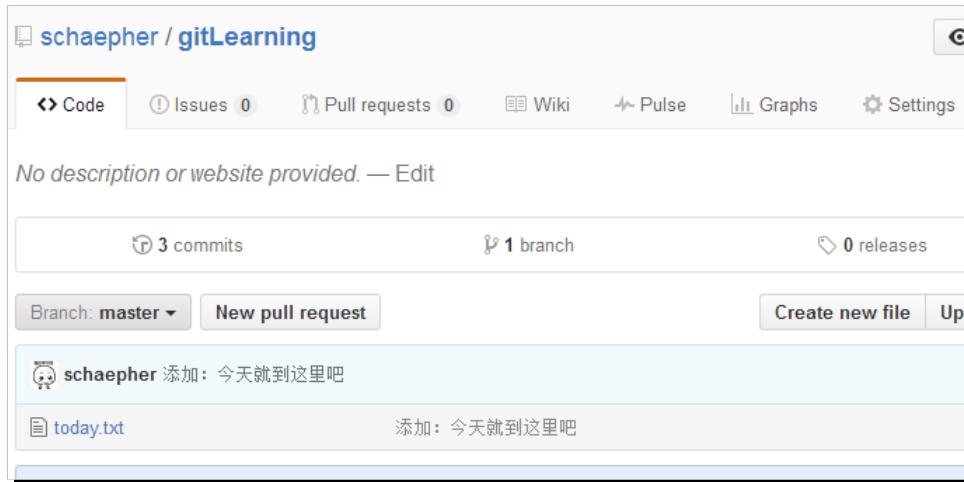 schaepher / gitLearning
Code Issues 0 Pull requests 0 Wiki Pulse Graphs Settings
No description or website provided. — Edit
3 commits 1 branch 0 releases
Branch: master New pull request Create new file Up
schaepher 添加：今天就到这里吧
today.txt 添加：今天就到这里吧